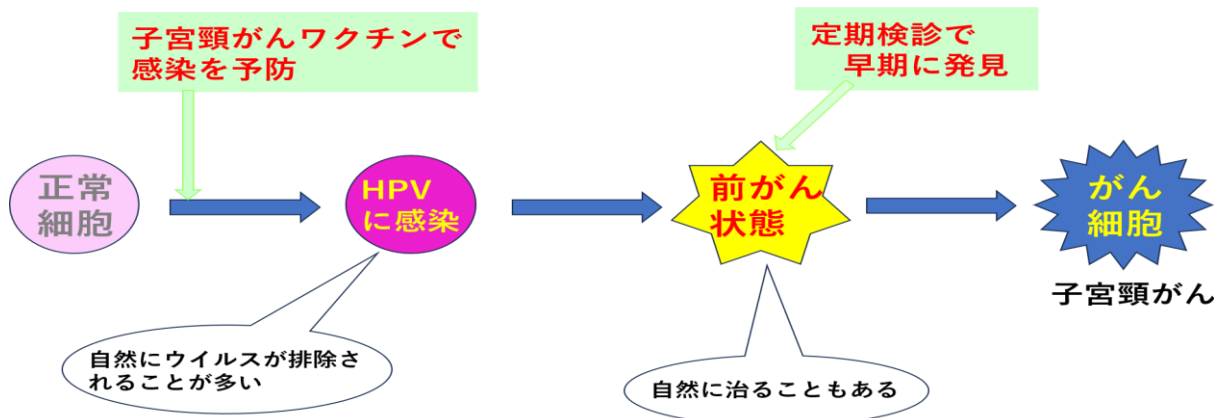 子宮頸がんワクチンで
感染を予防
定期検診で
早期に発見
正常
細胞
HPV
に感染
前がん
状態
がん
細胞
子宮頸がん
自然にウイルスが排除さ
れることが多い
自然に治ることもある